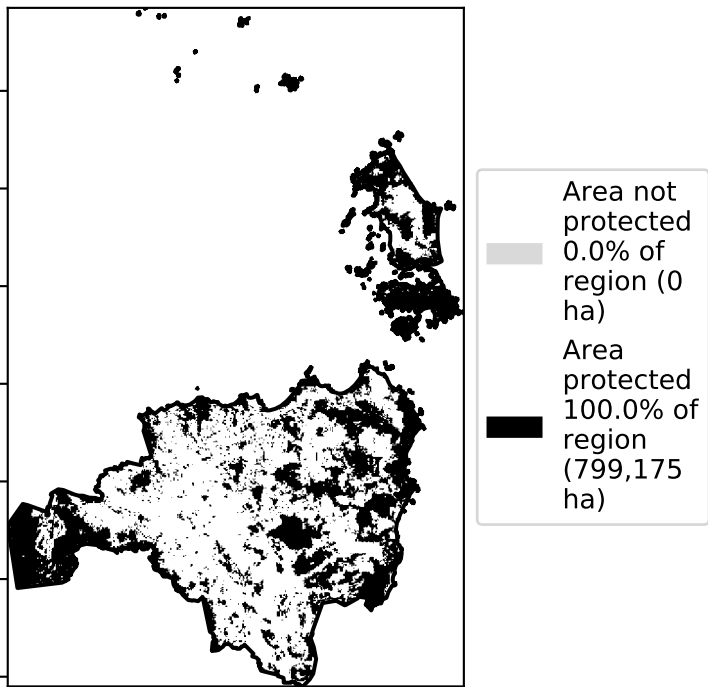 Area not
protected
0.0% of
region (0
ha)
Area
protected
100.0% of
region
(799,175
ha)